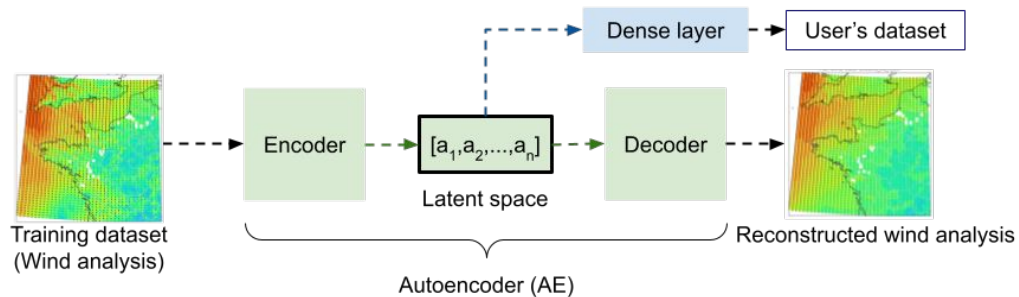 Dense layer
User's dataset
Encoder
[a1,a2,...,an]
Decoder
Latent space
Training dataset
(Wind analysis)
Reconstructed wind analysis
Autoencoder (AE)